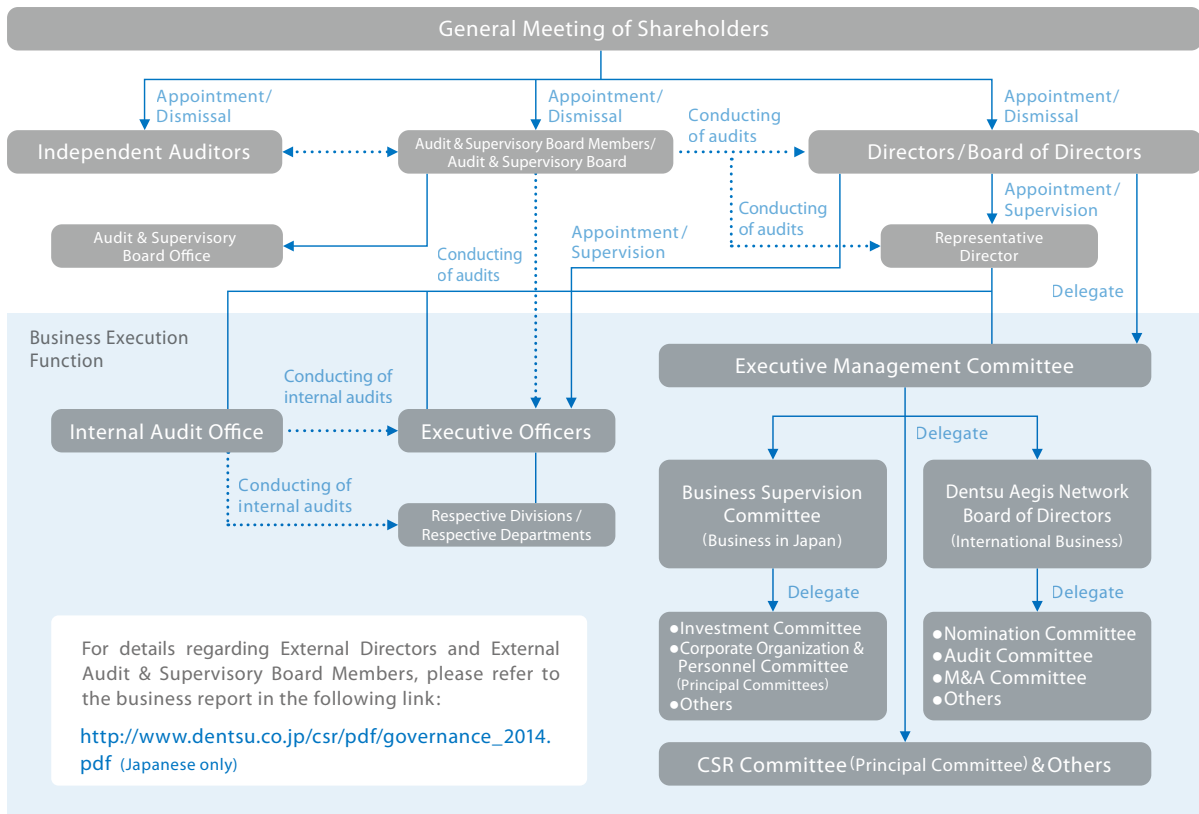 General Meeting of Shareholders
Appointment/
Dismissal
Appointment/
Dismissal
Conducting
of audits
Appointment/
Dismissal
Independent Auditors
Audit & Supervisory Board Members/
Audit & Supervisory Board
Directors/Board of Directors
Audit & Supervisory
Board Office
Conducting
of audits
Appointment/
Supervision
Conducting
of audits
Appointment/
Supervision
Representative
Director
Delegate
Business Execution
Function
Executive Management Committee
Conducting of
internal audits
Internal Audit Office
Executive Officers
Delegate
Conducting of
internal audits
Respective Divisions /
Respective Departments
Business Supervision
Committee
(Business in Japan)
Dentsu Aegis Network
Board of Directors
(International Business)
Delegate
Delegate
●Investment Committee
●Corporate Organization &
Personnel Committee
(Principal Committees)
●Others
●Nomination Committee
●Audit Committee
●M&A Committee
●Others
CSR Committee (Principal Committee) & Others
For details regarding External Directors and External
Audit & Supervisory Board Members, please refer to
the business report in the following link:
http://www.dentsu.co.jp/csr/pdf/governance_2014.
pdf (Japanese only)